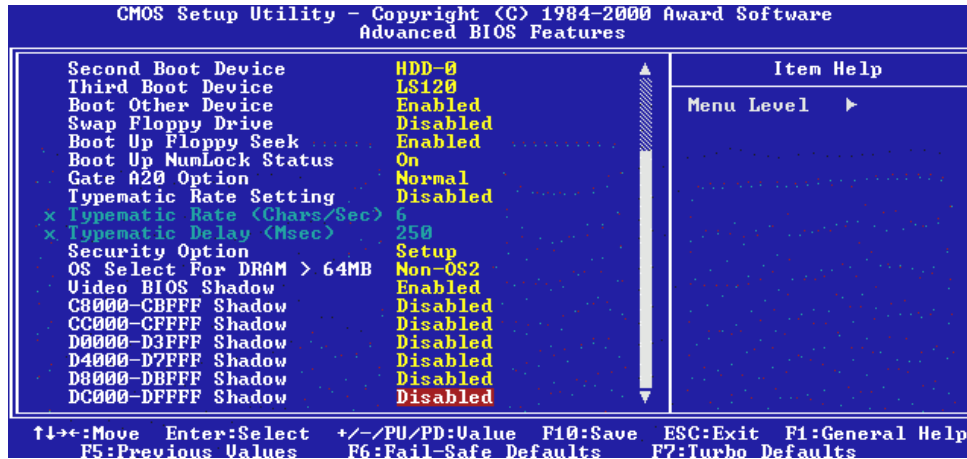 CMOS Setup Utility - Copyright (C) 1984-2000 Award Software
Advanced BIOS Features
Second Boot Device HDD-0
Third Boot Device LS120
Boot Other Device Enabled
Swap Floppy Drive Disabled
Boot Up Floppy Seek Enabled
Boot Up NumLock Status On
Gate A20 Option Normal
Typematic Rate Setting Disabled
x Typematic Rate (Chars/Sec) 6
x Typematic Delay (Msec) 250
Security Option Setup
OS Select For DRAM > 64MB Non-OS2
Video BIOS Shadow Enabled
C8000-CBFFF Shadow Disabled
CC000-CFFFF Shadow Disabled
D0000-D3FFF Shadow Disabled
D4000-D7FFF Shadow Disabled
D8000-DBFFF Shadow Disabled
DC000-DFFFF Shadow Disabled
Item Help
Menu Level ►
↑↓→←:Move Enter:Select +/-/PU/PD:Value F10:Save ESC:Exit F1:General Help
F5:Previous Values F6:Fail-Safe Defaults F7:Turbo Defaults